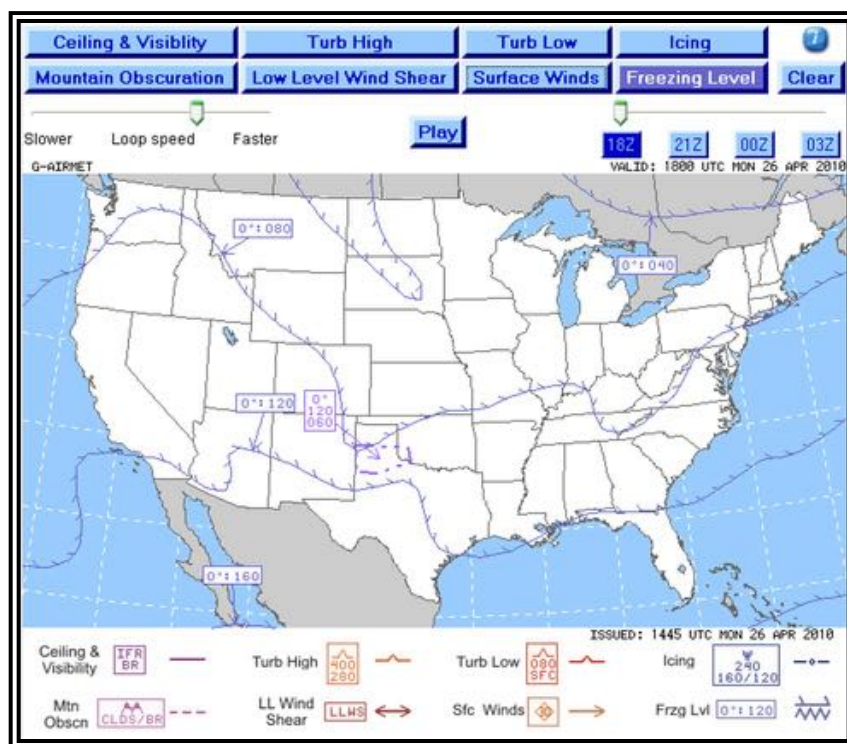 Ceiling & Visiblity Turb High Turb Low Icing i
Mountain Obscuration Low Level Wind Shear Surface Winds Freezing Level Clear
Slower Loop speed Faster Play 18Z 21Z 00Z 03Z
G-AIRMET VALID: 1800 UTC MON 26 APR 2010
0°:080
0°:040
0°:120
0°
120
060
0°:160
ISSUED: 1445 UTC MON 26 APR 2010
Ceiling &
Visibility
IFR
BR
Turb High
400
280
Turb Low
080
SFC
Icing
240
160/120
Mtn
Obscn
CLDS/BR
LL Wind
Shear
LLWS
Sfc Winds
30
Frzg Lvl
0°:120